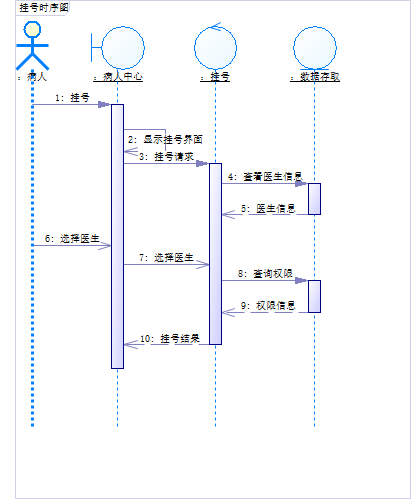 挂号时序图
：病人
：病人中心
：挂号
：数据存取
1: 挂号
2: 显示挂号界面
3: 挂号请求
4: 查看医生信息
5: 医生信息
6: 选择医生
7: 选择医生
8: 查询权限
9: 权限信息
10: 挂号结果